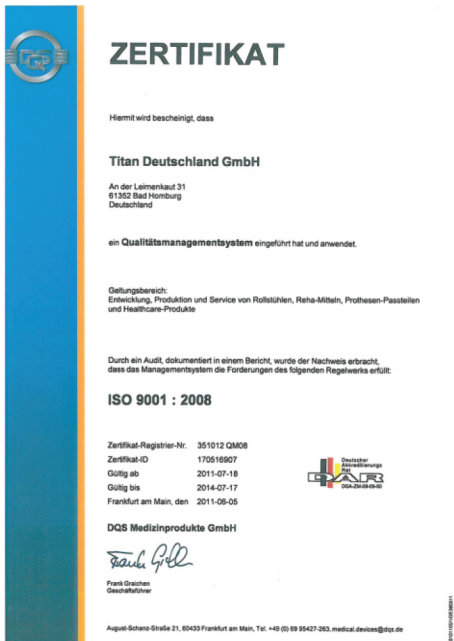 DQS
ZERTIFIKAT
Hiermit wird bescheinigt, dass
Titan Deutschland GmbH
An der Leimenkaut 31
61352 Bad Homburg
Deutschland
ein Qualitätsmanagementsystem eingeführt hat und anwendet.
Geltungsbereich:
Entwicklung, Produktion und Service von Rollstühlen, Reha-Mitteln, Prothesen-Passteilen
und Healthcare-Produkte
Durch ein Audit, dokumentiert in einem Bericht, wurde der Nachweis erbracht,
dass das Managementsystem die Forderungen des folgenden Regelwerks erfüllt:
ISO 9001 : 2008
Zertifikat-Registrier-Nr. 351012 QM08
Zertifikat-ID 170516907
Gültig ab 2011-07-18
Gültig bis 2014-07-17
Frankfurt am Main, den 2011-06-05
Deutscher
Akkreditierungs
Rat
DAR
DGA-ZM-09-95-00
DQS Medizinprodukte GmbH
Frank Graichen
Geschäftsführer
August-Schanz-Straße 21, 60433 Frankfurt am Main, Tel. +49 (0) 69 95427-263, medical.devices@dqs.de